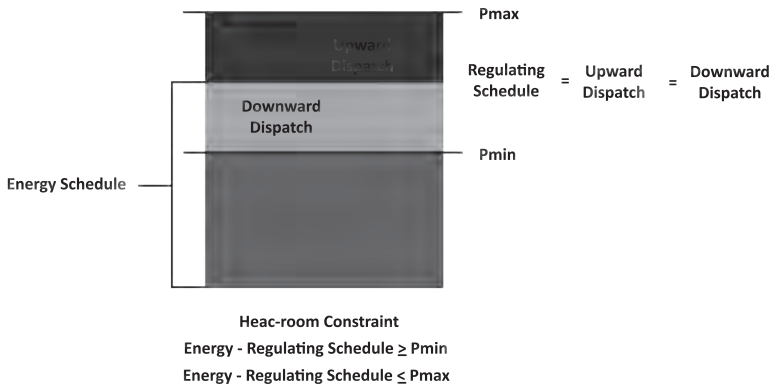 Pmax
Upward
Dispatch
Regulating
Schedule
=
Upward
Dispatch
=
Downward
Dispatch
Downward
Dispatch
Pmin
Energy Schedule
Heac-room Constraint
Energy - Regulating Schedule ≥ Pmin
Energy - Regulating Schedule ≤ Pmax